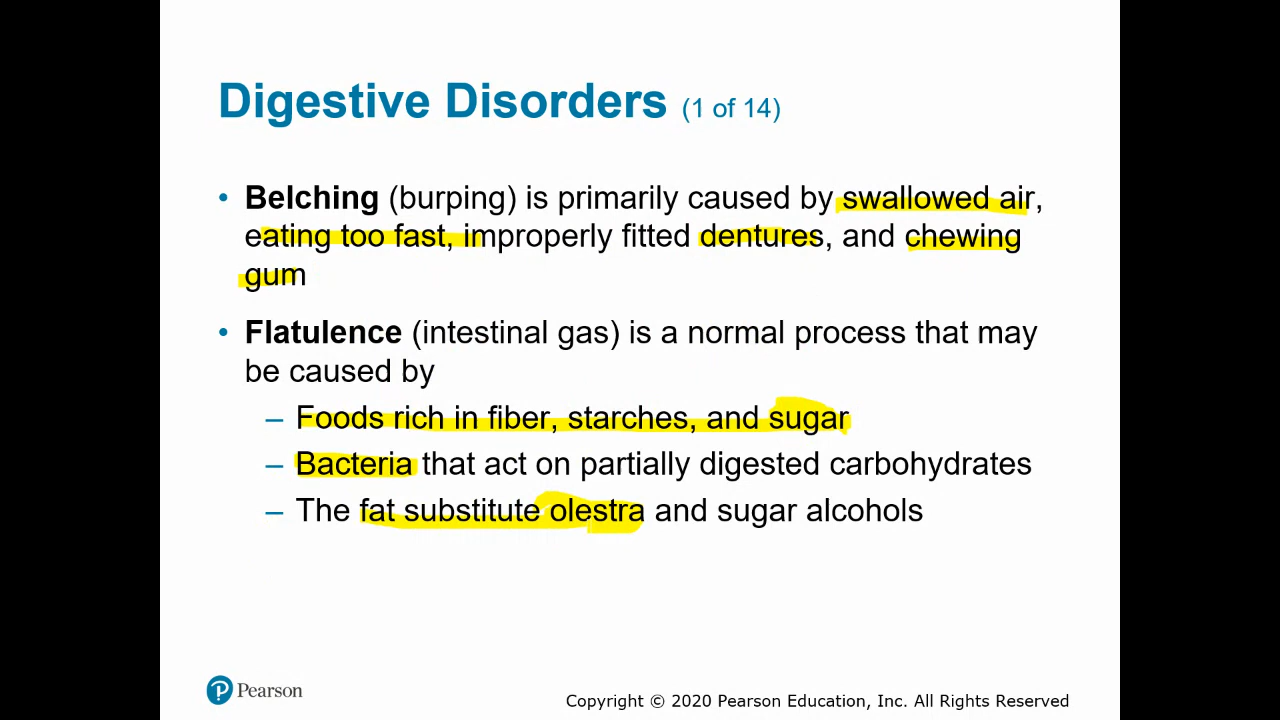 Digestive Disorders (1 of 14)
• Belching (burping) is primarily caused by swallowed air,
eating too fast, improperly fitted dentures, and chewing
gum
• Flatulence (intestinal gas) is a normal process that may
be caused by
– Foods rich in fiber, starches, and sugar
– Bacteria that act on partially digested carbohydrates
– The fat substitute olestra and sugar alcohols
P Pearson
Copyright © 2020 Pearson Education, Inc. All Rights Reserved